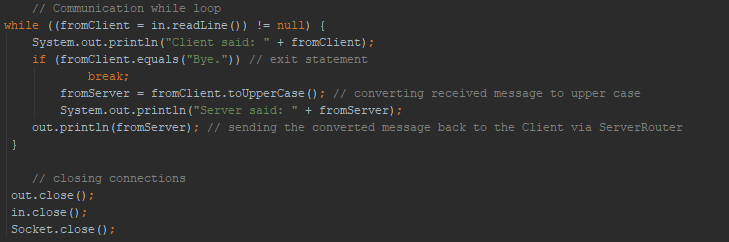 // Communication while loop
while ((fromClient = in.readLine()) != null) {
System.out.println("Client said: " + fromClient);
if (fromClient.equals("Bye.")) // exit statement
break;
fromServer = fromClient.toUpperCase(); // converting received message to upper case
System.out.println("Server said: " + fromServer);
out.println(fromServer); // sending the converted message back to the Client via ServerRouter
}
// closing connections
out.close();
in.close();
Socket.close();